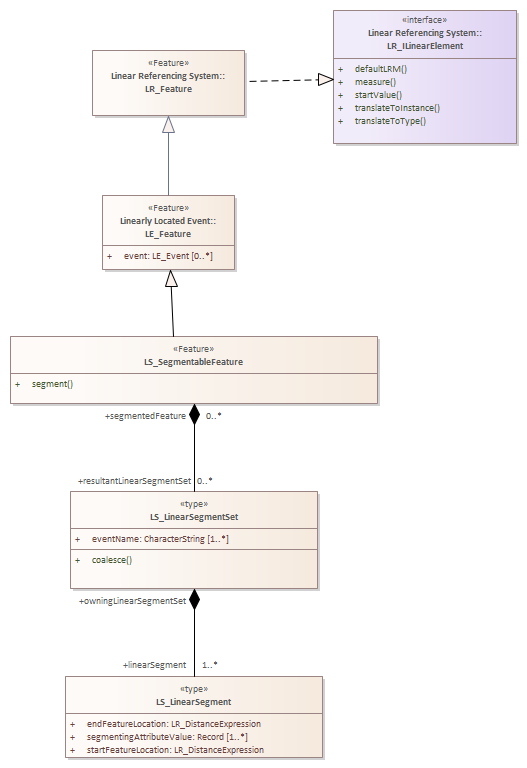 «interface»
Linear Referencing System::
LR_ILinearElement
+ defaultLRM()
+ measure()
+ startValue()
+ translateToInstance()
+ translateToType()
«Feature»
Linear Referencing System::
LR_Feature
«Feature»
Linearly Located Event::
LE_Feature
+ event: LE_Event [0..*]
«Feature»
LS_SegmentableFeature
+ segment()
+segmentedFeature 0..*
+resultantLinearSegmentSet 0..*
«type»
LS_LinearSegmentSet
+ eventName: CharacterString [1..*]
+ coalesce()
+owningLinearSegmentSet
+linearSegment 1..*
«type»
LS_LinearSegment
+ endFeatureLocation: LR_DistanceExpression
+ segmentingAttributeValue: Record [1..*]
+ startFeatureLocation: LR_DistanceExpression